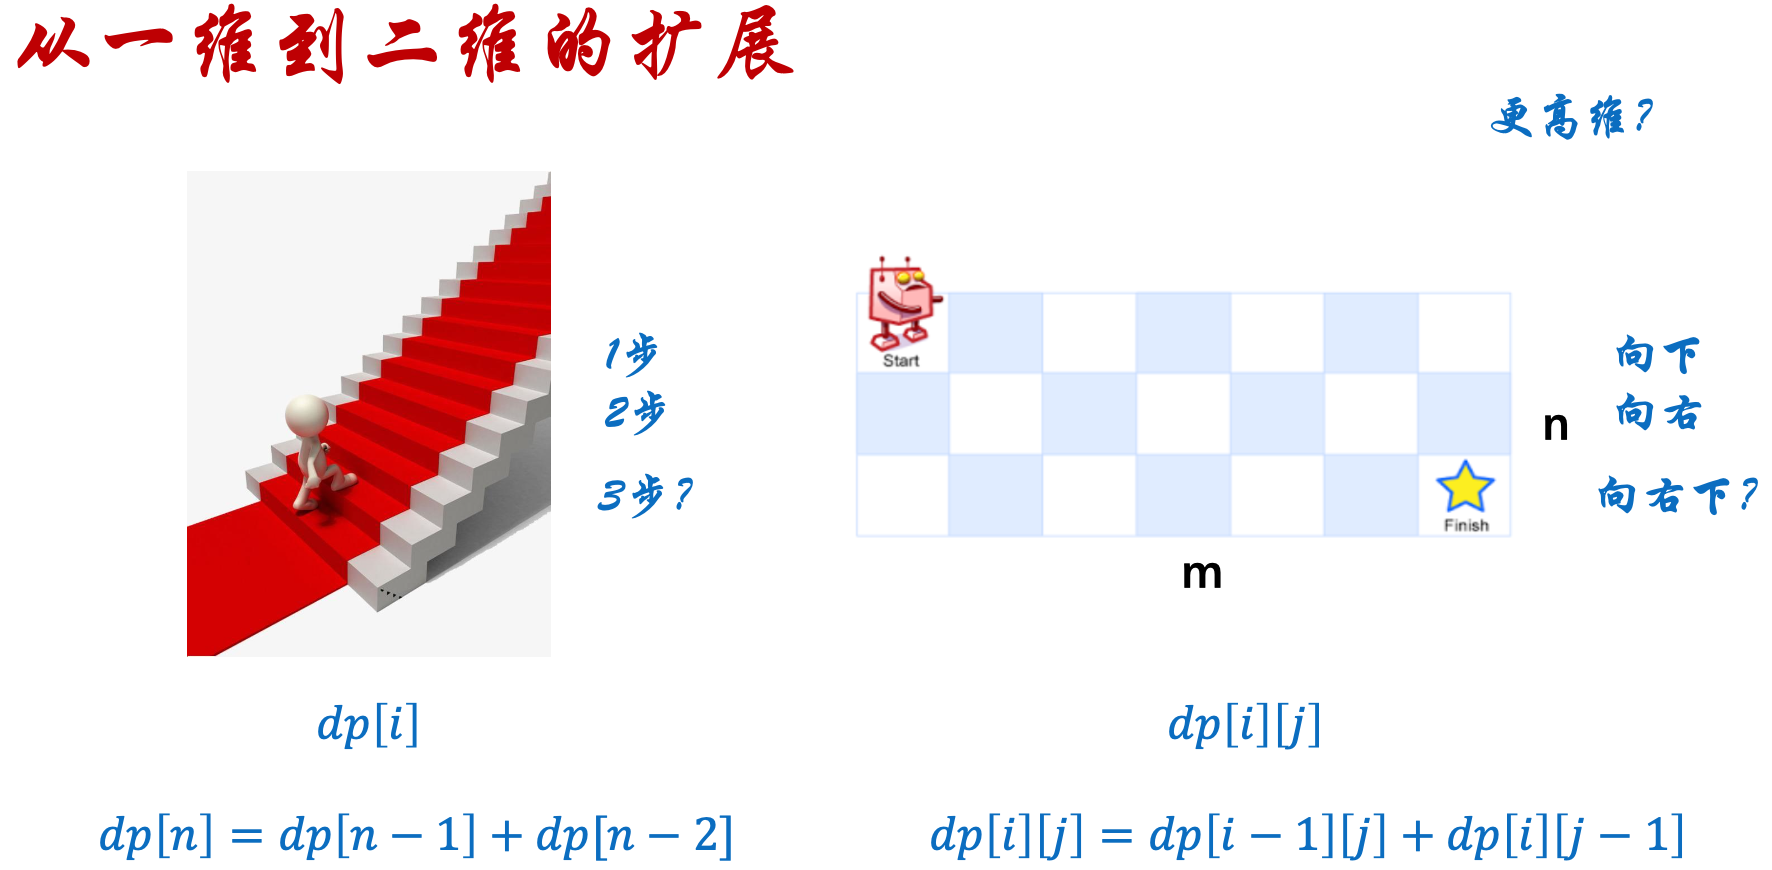 从一维到二维的扩展
更高维？
1步
2步
3步？
Start
Finish
n
m
向下
向右
向右下？
dp[i]
dp[i][j]
dp[n] = dp[n − 1] + dp[n − 2]
dp[i][j] = dp[i − 1][j] + dp[i][j − 1]